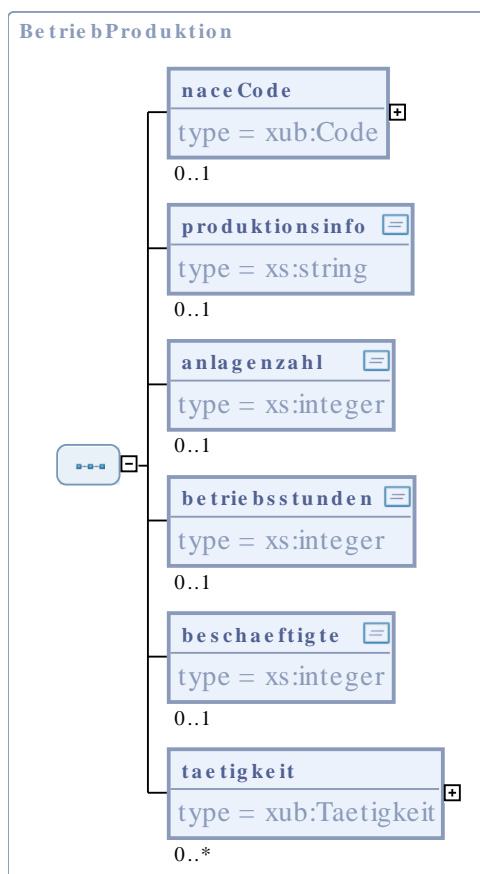 BetriebProduktion
naceCode
type = xub:Code
0..1
produktionsinfo
type = xs:string
0..1
anlagenzahl
type = xs:integer
0..1
betriebsstunden
type = xs:integer
0..1
beschaeftigte
type = xs:integer
0..1
taetigkeit
type = xub:Taetigkeit
0..*